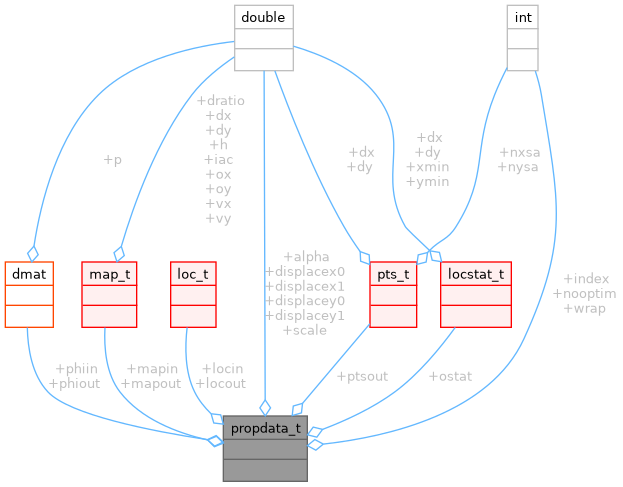 double
int
+dratio
+dx
+dy
+h
+iac
+ox
+oy
+vx
+vy
+p
+dx
+dy
+dx
+dy
+xmin
+ymin
+nxsa
+nysa
dmat
map_t
loc_t
pts_t
locstat_t
+alpha
+displacex0
+displacex1
+displacey0
+displacey1
+scale
+index
+nooptim
+wrap
+phiin
+phiout
+mapin
+mapout
+locin
+locout
+ptsout
+ostat
propdata_t